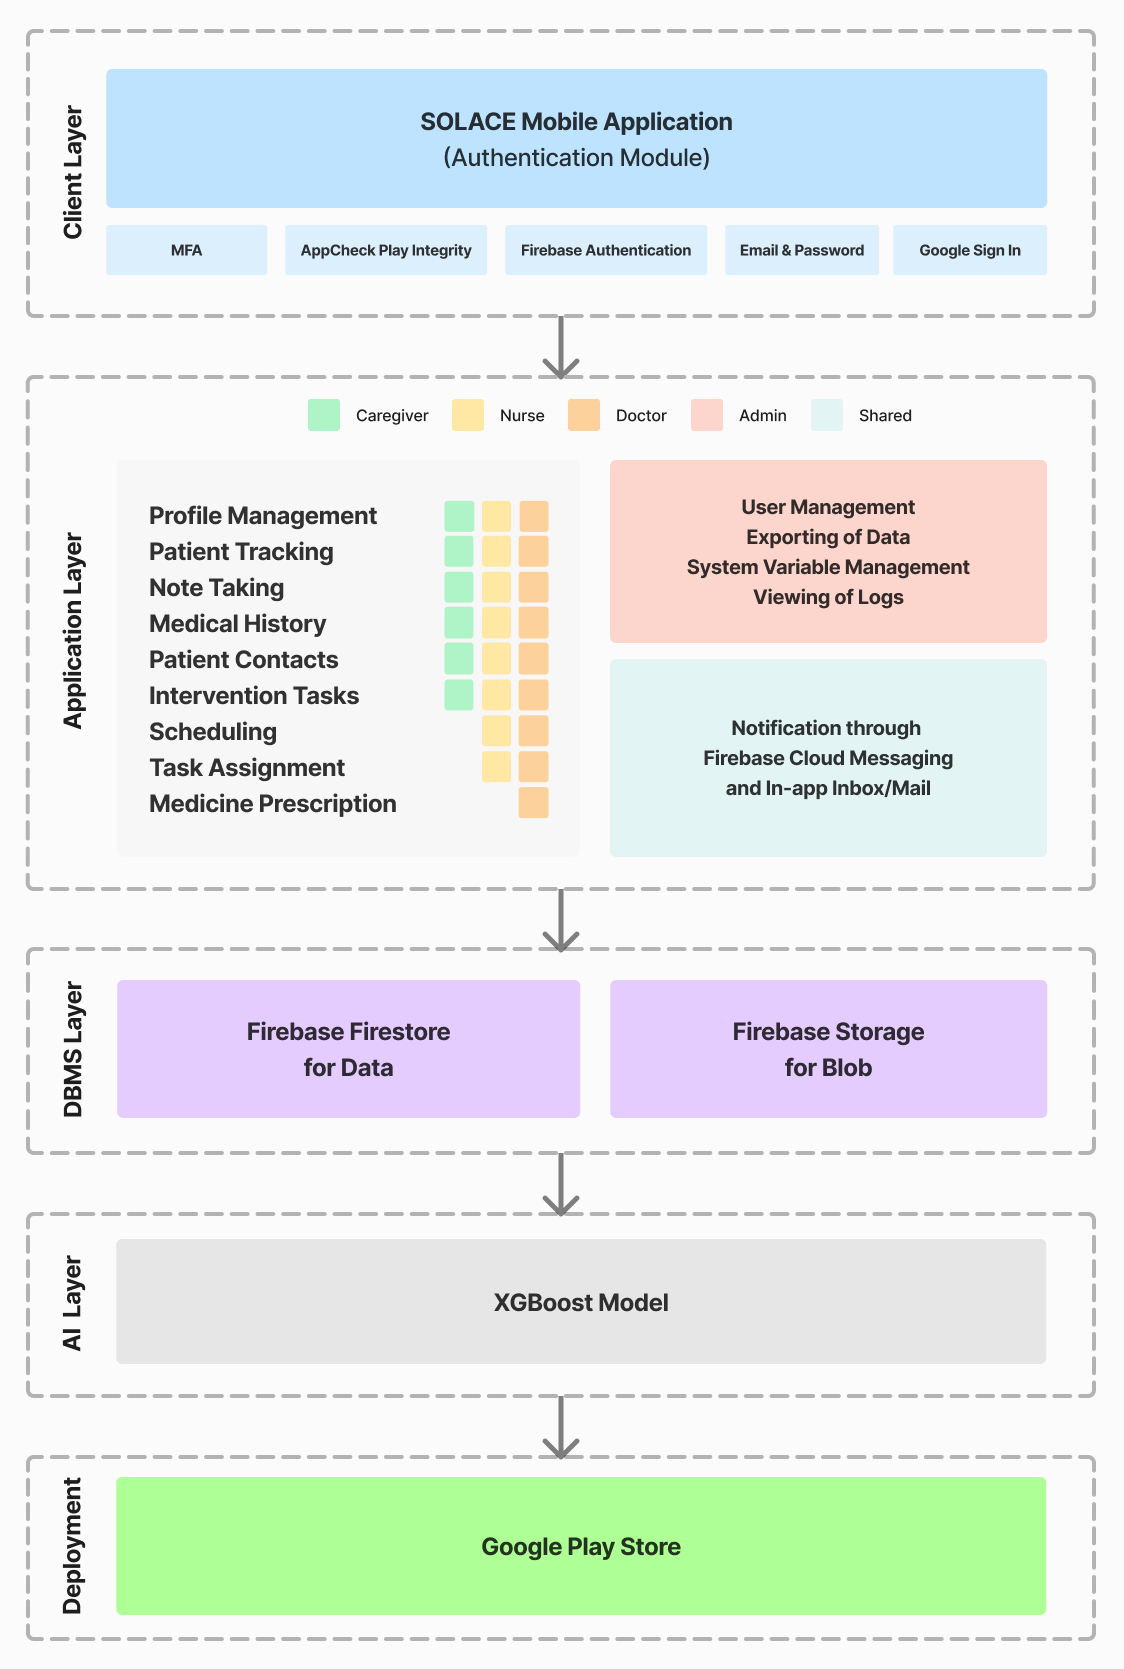 Client Layer
SOLACE Mobile Application
(Authentication Module)
MFA
AppCheck Play Integrity
Firebase Authentication
Email & Password
Google Sign In
Application Layer
Caregiver
Nurse
Doctor
Admin
Shared
Profile Management
Patient Tracking
Note Taking
Medical History
Patient Contacts
Intervention Tasks
Scheduling
Task Assignment
Medicine Prescription
User Management
Exporting of Data
System Variable Management
Viewing of Logs
Notification through
Firebase Cloud Messaging
and In-app Inbox/Mail
DBMS Layer
Firebase Firestore
for Data
Firebase Storage
for Blob
AI Layer
XGBoost Model
Deployment
Google Play Store